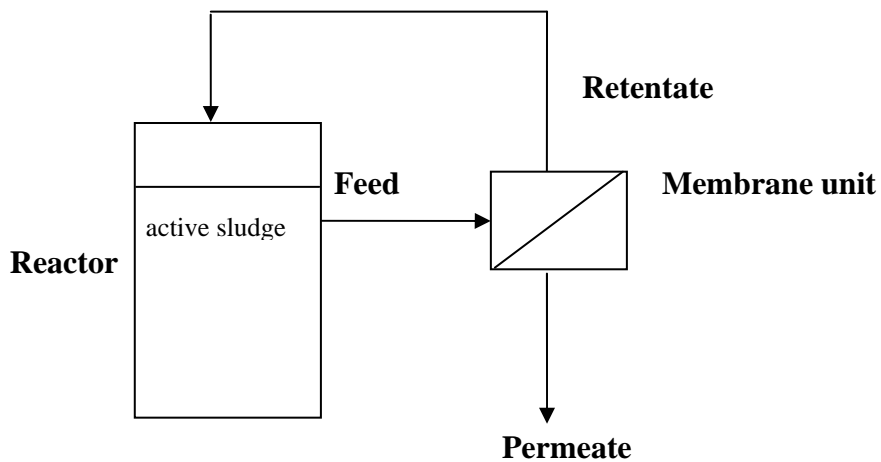 Retentate
Feed
Membrane unit
active sludge
Reactor
Permeate